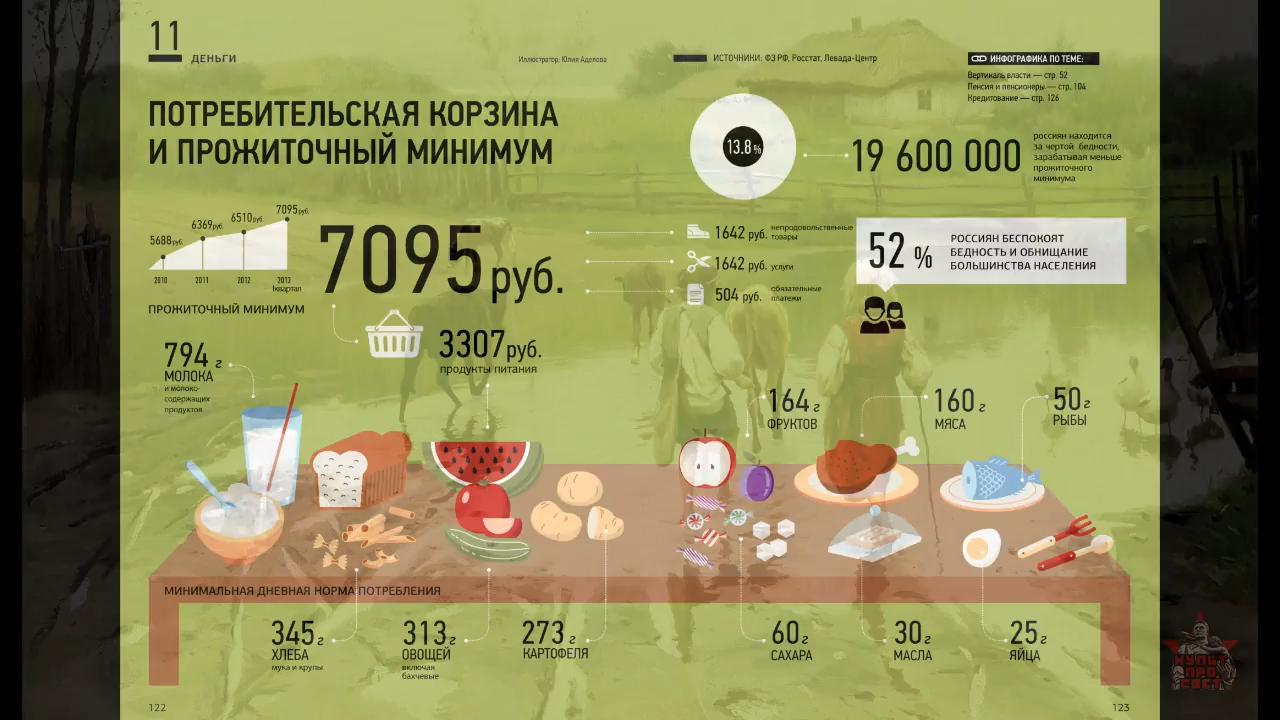 11
ДЕНЬГИ
Иллюстратор: Юлия Аделова
ИСТОЧНИКИ: ФЗ РФ, Росстат, Левада-Центр
ИНФОГРАФИКА ПО ТЕМЕ:
Вертикаль власти — стр. 52
Пенсия и пенсионеры — стр. 104
Кредитование — стр. 126
ПОТРЕБИТЕЛЬСКАЯ КОРЗИНА
И ПРОЖИТОЧНЫЙ МИНИМУМ
13.8 %
19 600 000
россиян находится
за чертой бедности,
зарабатывая меньше
прожиточного
минимума
5688 руб.
6369 руб.
6510 руб.
7095 руб.
2010
2011
2012
2013
I квартал
ПРОЖИТОЧНЫЙ МИНИМУМ
7095 руб.
1642 руб. непродовольственные
товары
1642 руб. услуги
504 руб. обязательные
платежи
52 %
РОССИЯН БЕСПОКОЯТ
БЕДНОСТЬ И ОБНИЩАНИЕ
БОЛЬШИНСТВА НАСЕЛЕНИЯ
3307 руб.
продукты питания
794 г
МОЛОКА
и молоко-
содержащих
продуктов
164 г
ФРУКТОВ
160 г
МЯСА
50 г
РЫБЫ
МИНИМАЛЬНАЯ ДНЕВНАЯ НОРМА ПОТРЕБЛЕНИЯ
345 г
ХЛЕБА
мука и крупы
313 г
ОВОЩЕЙ
включая
бахчевые
273 г
КАРТОФЕЛЯ
60 г
САХАРА
30 г
МАСЛА
25 г
ЯЙЦА
КУЛЬТ
ПРО
СВЕТ
122
123